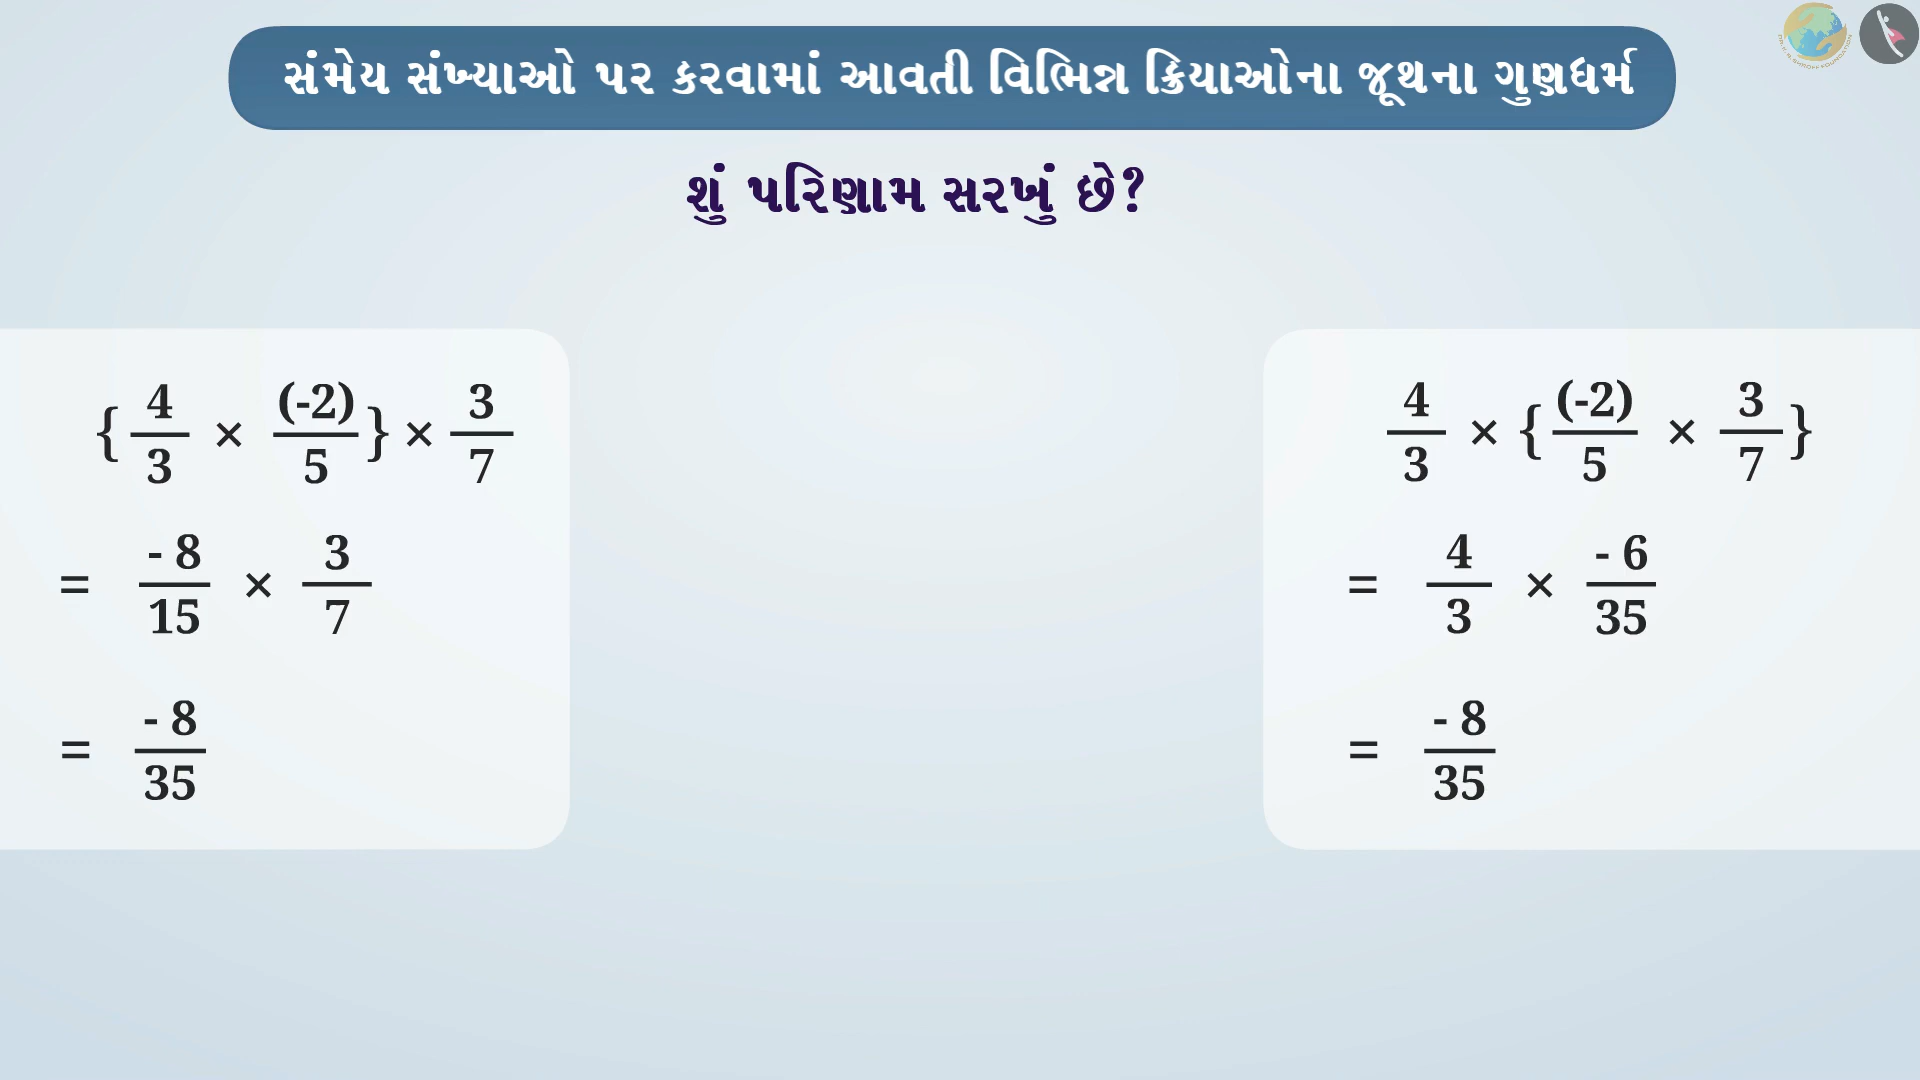 સંમેય સંખ્યાઓ પર કરવામાં આવતી વિભિન્ન ક્રિયાઓના જૂથના ગુણધર્મ
શું પરિણામ સરખું છે?
{ 4/3 × (-2)/5 } × 3/7
= - 8/15 × 3/7
= - 8/35
4/3 × { (-2)/5 × 3/7 }
= 4/3 × - 6/35
= - 8/35